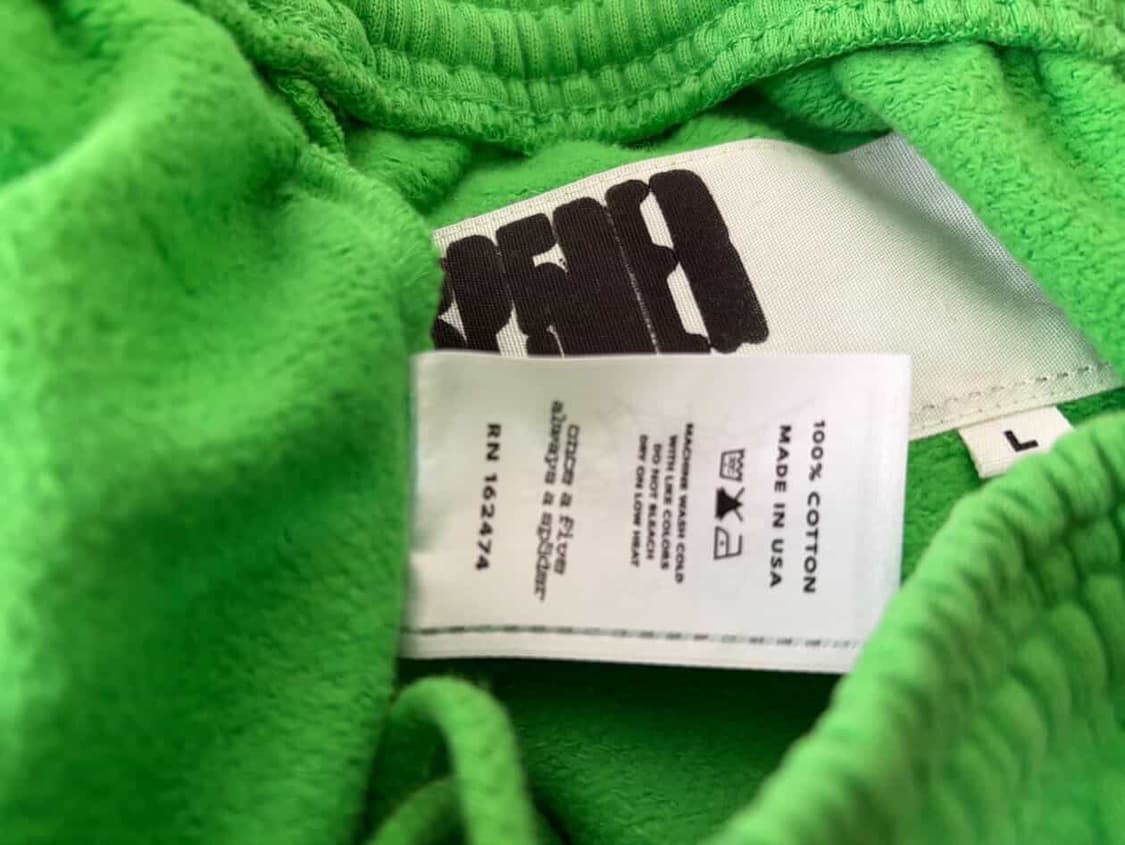 L
100% COTTON
MADE IN USA
MACHINE WASH COLD
WITH LIKE COLORS
DO NOT BLEACH
DRY ON LOW HEAT
once a five
always a spider
RN 162474